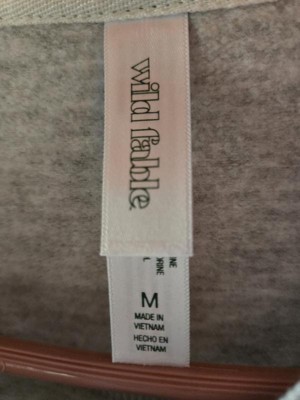 wild fable
M
MADE IN
VIETNAM
HECHO EN
VIETNAM